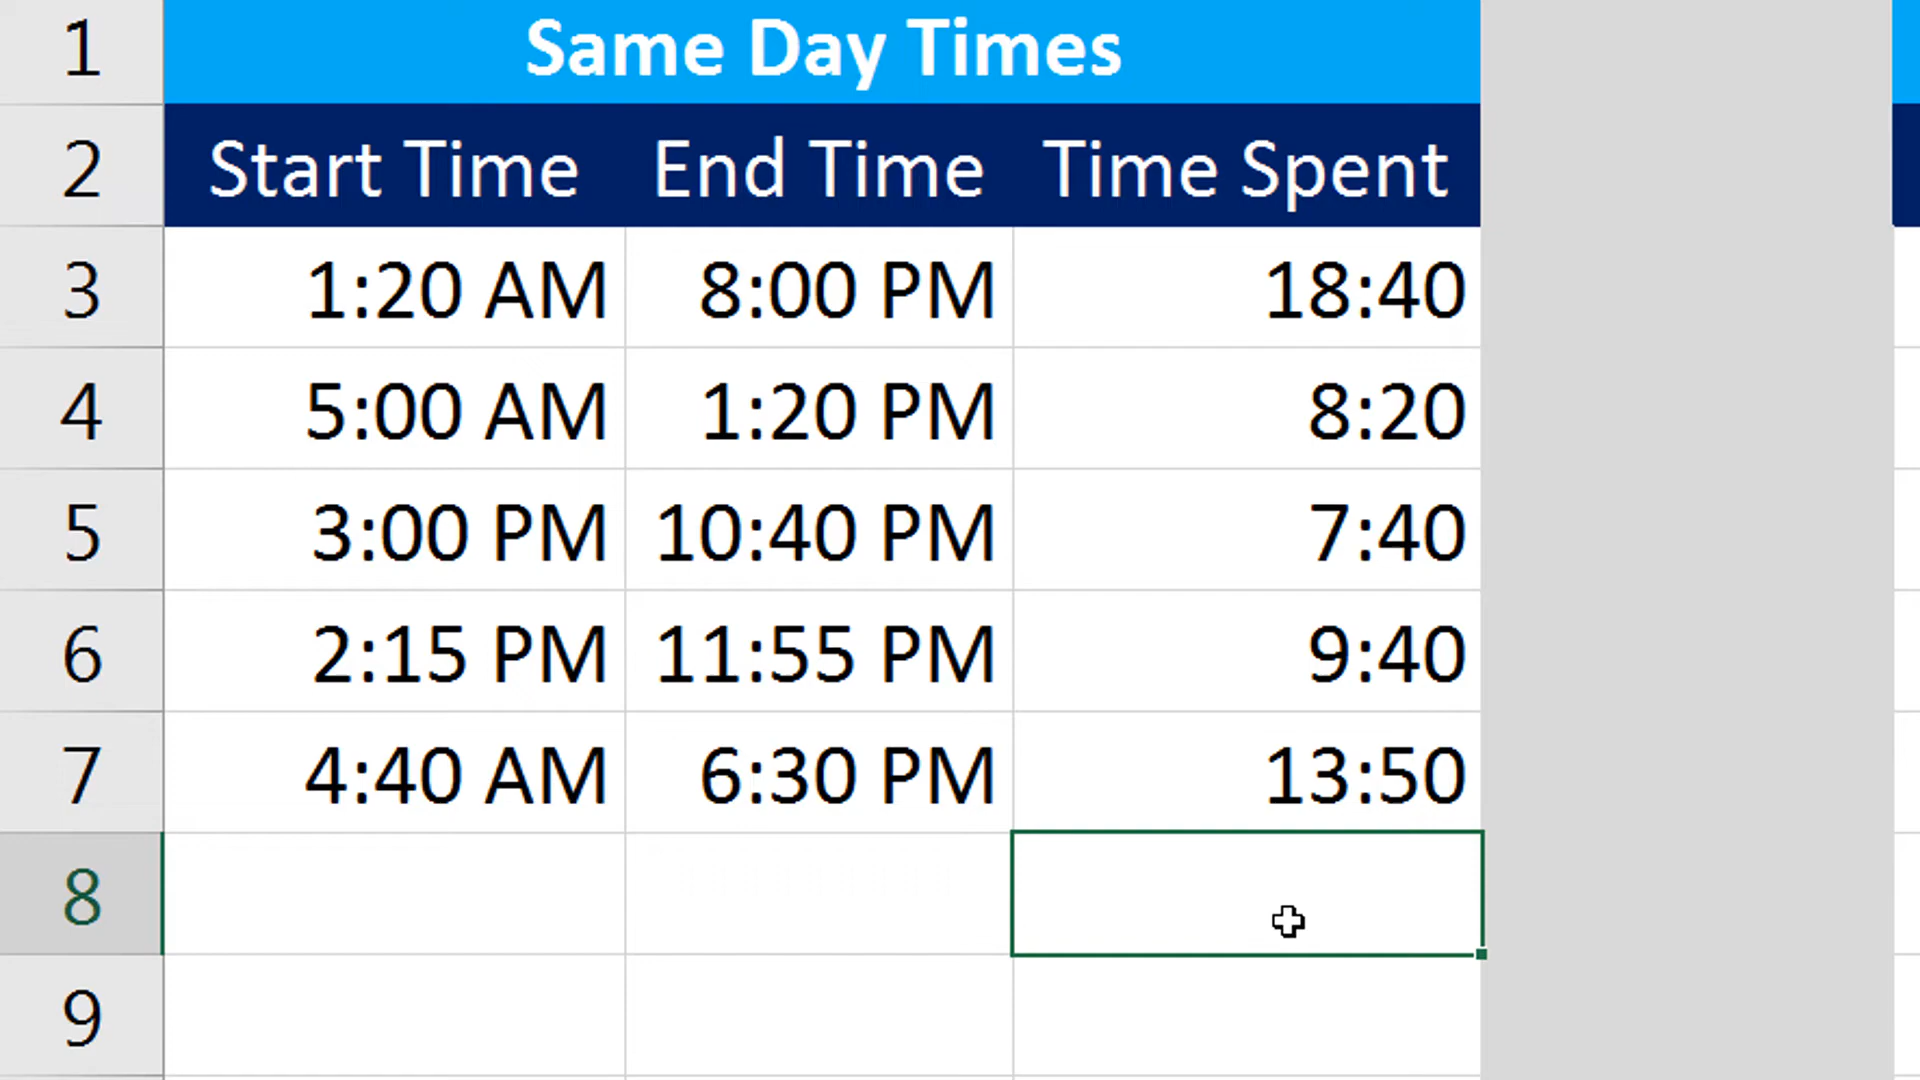 1 Same Day Times
2 Start Time End Time Time Spent
3 1:20 AM 8:00 PM 18:40
4 5:00 AM 1:20 PM 8:20
5 3:00 PM 10:40 PM 7:40
6 2:15 PM 11:55 PM 9:40
7 4:40 AM 6:30 PM 13:50
8
9